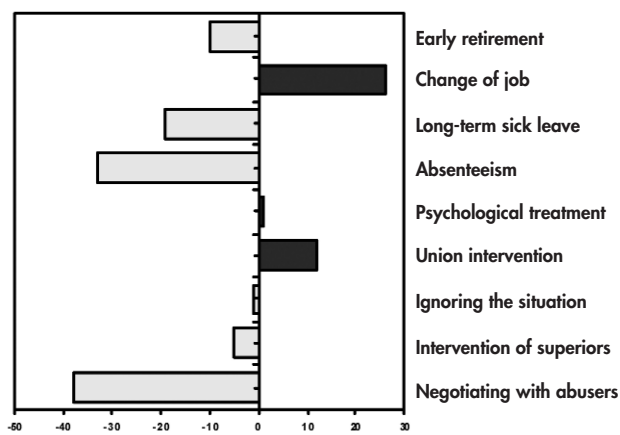 Early retirement
Change of job
Long-term sick leave
Absenteeism
Psychological treatment
Union intervention
Ignoring the situation
Intervention of superiors
Negotiating with abusers
-50 -40 -30 -20 -10 0 10 20 30